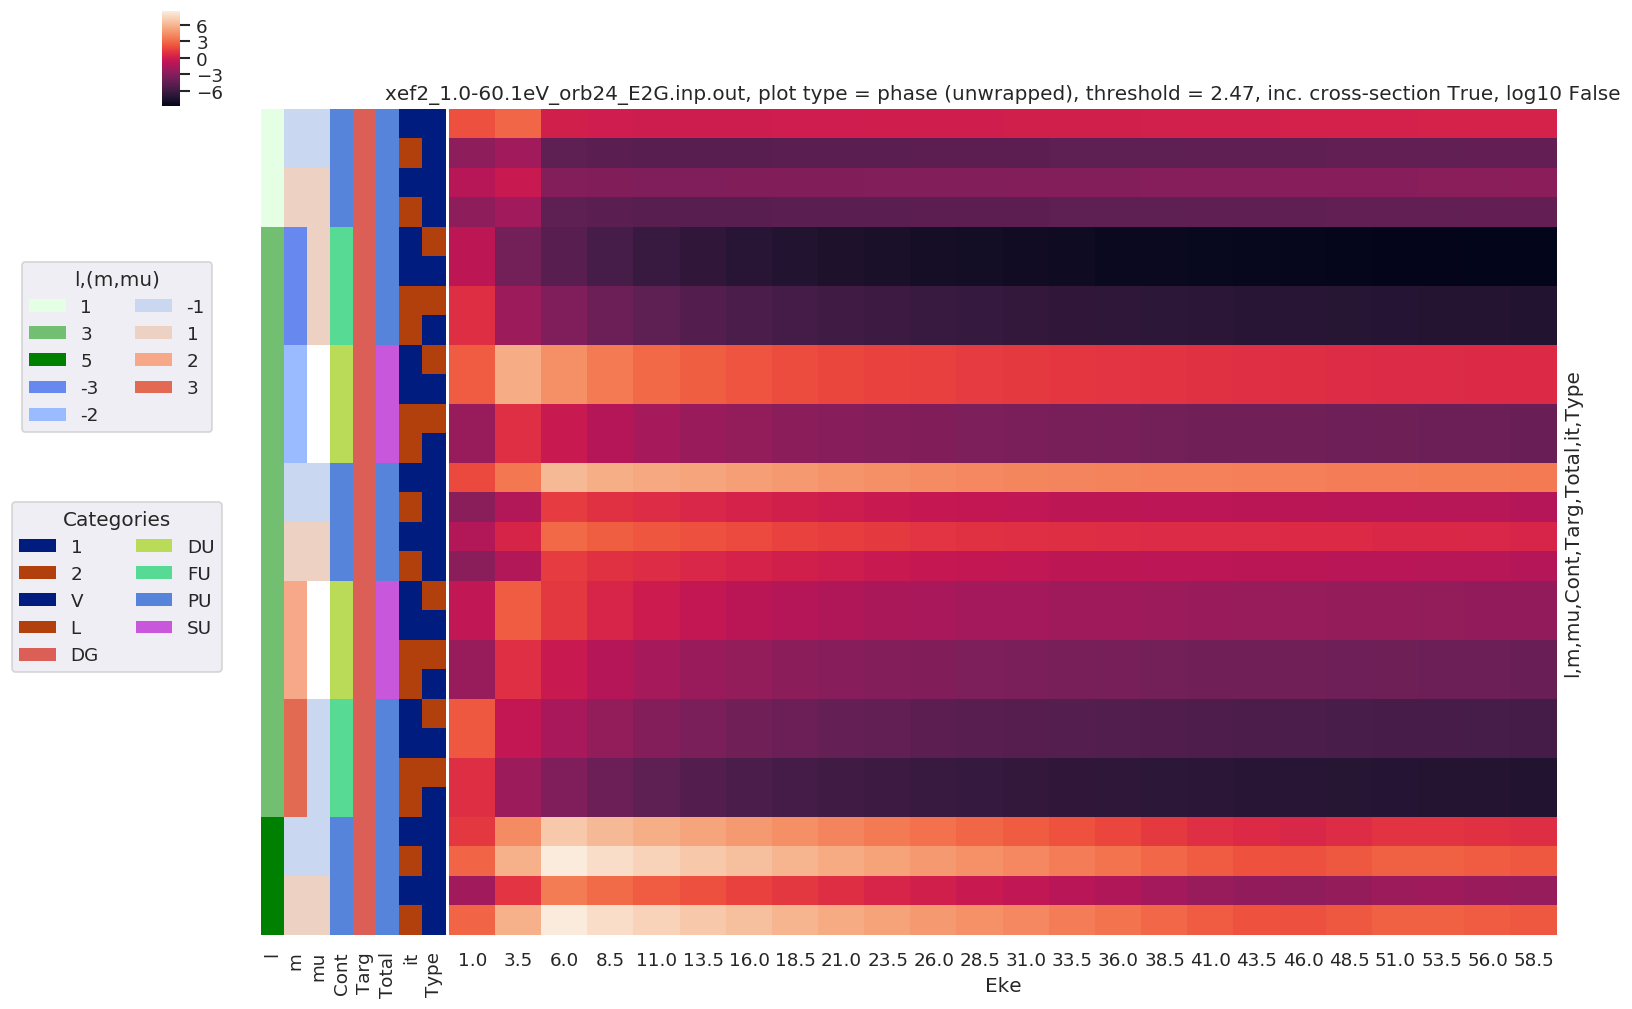 6
3
0
−3
−6
xef2_1.0-60.1eV_orb24_E2G.inp.out, plot type = phase (unwrapped), threshold = 2.47, inc. cross-section True, log10 False
l,(m,mu)
1 -1
3 1
5 2
-3 3
-2
Categories
1 DU
2 FU
V PU
L SU
DG
l,m,mu,Cont,Targ,Total,it,Type
l m mu Cont Targ Total it Type
1.0 3.5 6.0 8.5 11.0 13.5 16.0 18.5 21.0 23.5 26.0 28.5 31.0 33.5 36.0 38.5 41.0 43.5 46.0 48.5 51.0 53.5 56.0 58.5
Eke